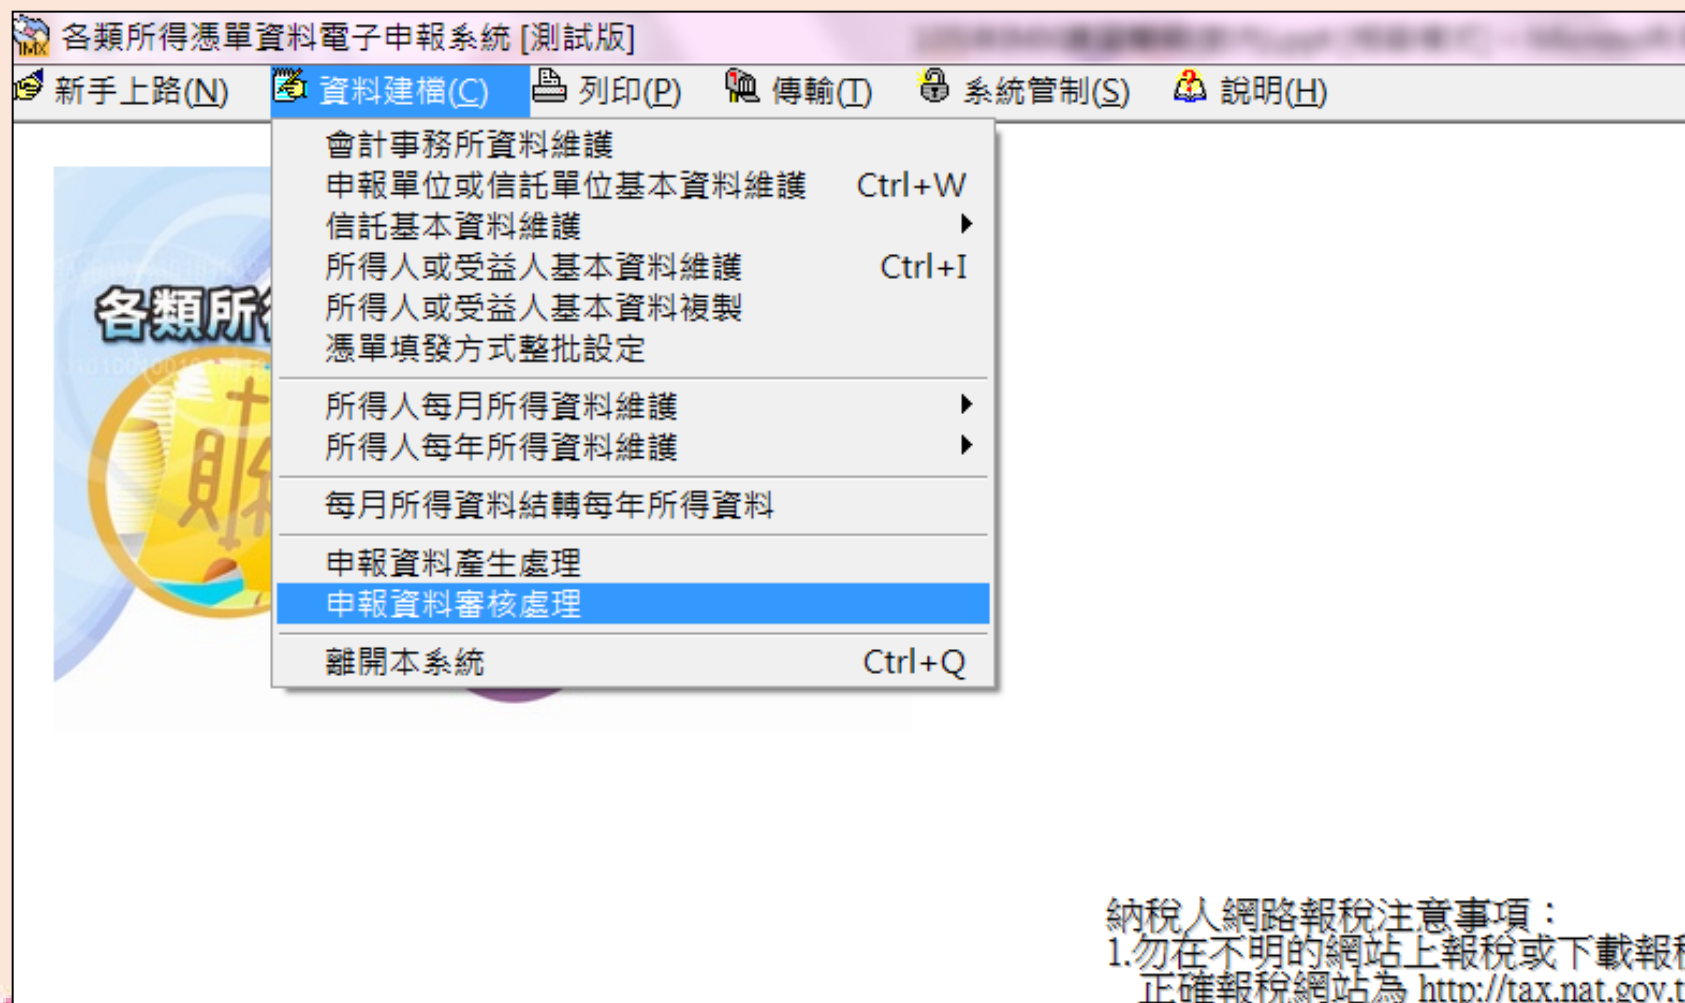 各類所得憑單資料電子申報系統 [測試版]
新手上路(N) 資料建檔(C) 列印(P) 傳輸(T) 系統管制(S) 說明(H)
會計事務所資料維護
申報單位或信託單位基本資料維護 Ctrl+W
信託基本資料維護
所得人或受益人基本資料維護 Ctrl+I
所得人或受益人基本資料複製
憑單填發方式整批設定
所得人每月所得資料維護
所得人每年所得資料維護
每月所得資料結轉每年所得資料
申報資料產生處理
申報資料審核處理
離開本系統 Ctrl+Q
各類所
納稅人網路報稅注意事項：
1.勿在不明的網站上報稅或下載報稅
正確報稅網站為 http://tax.nat.gov.t